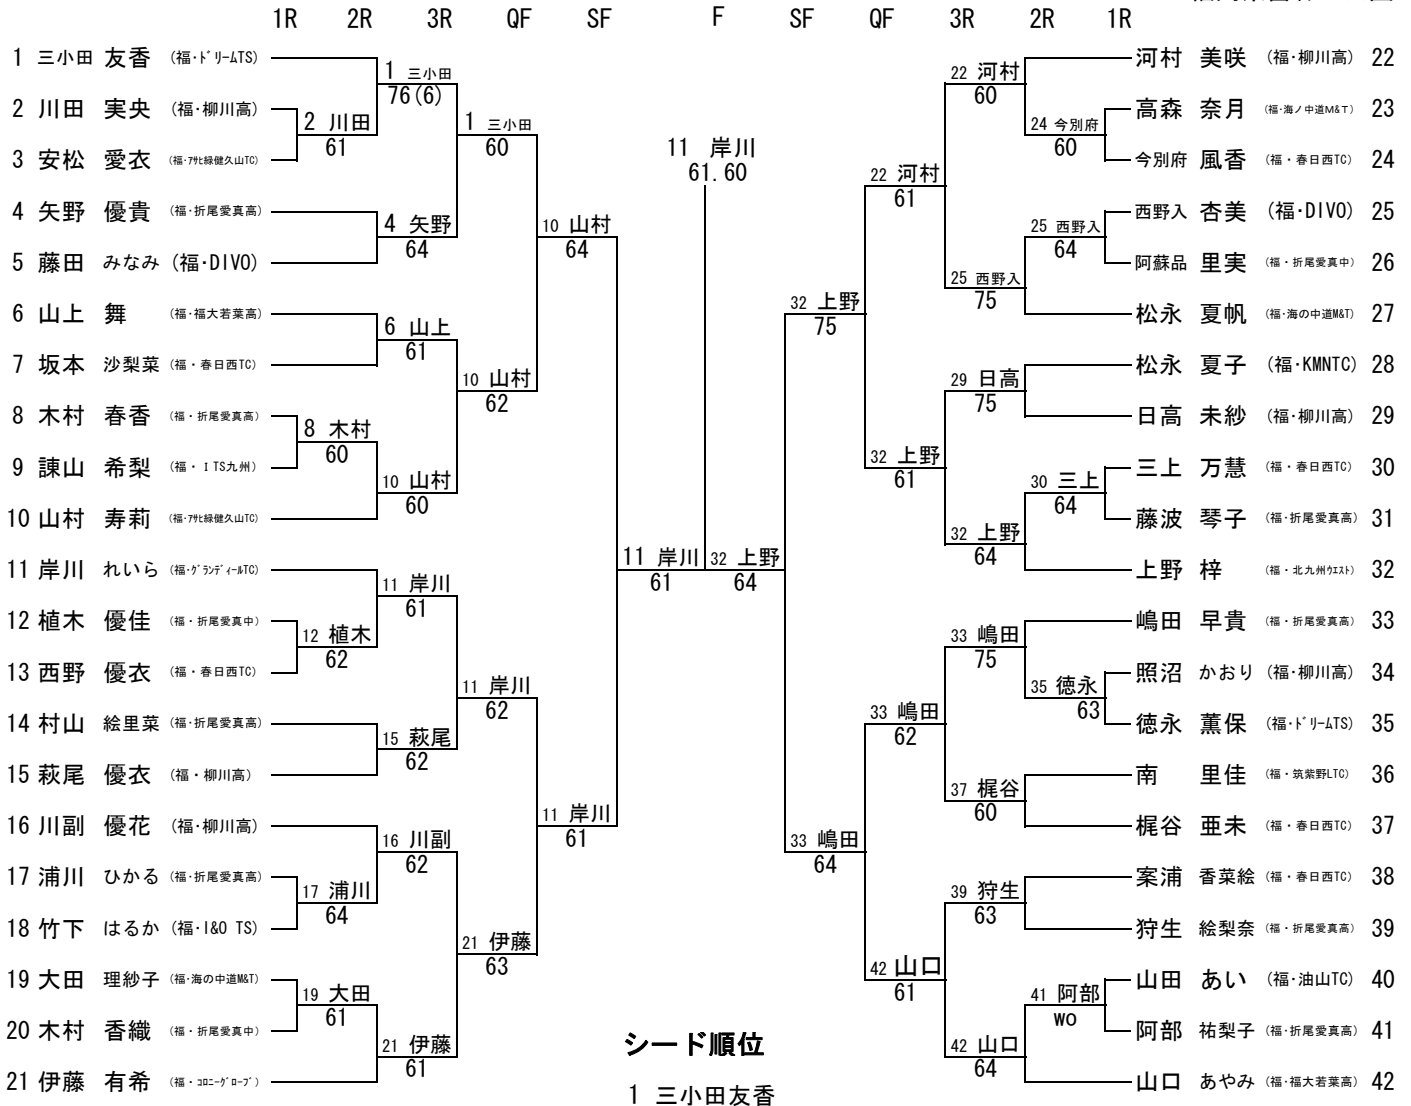 1R 2R 3R QF SF F SF QF 3R 2R 1R
1 三小田 友香 (福・ドリームTS)
2 川田 実央 (福・柳川高)
3 安松 愛衣 (福・アサヒ緑健久山TC)
4 矢野 優貴 (福・折尾愛真高)
5 藤田 みなみ (福・DIVO)
6 山上 舞 (福・福大若葉高)
7 坂本 沙梨菜 (福・春日西TC)
8 木村 春香 (福・折尾愛真高)
9 諌山 希梨 (福・ITS九州)
10 山村 寿莉 (福・アサヒ緑健久山TC)
11 岸川 れいら (福・グランディールTC)
12 植木 優佳 (福・折尾愛真中)
13 西野 優衣 (福・春日西TC)
14 村山 絵里菜 (福・折尾愛真高)
15 萩尾 優衣 (福・柳川高)
16 川副 優花 (福・柳川高)
17 浦川 ひかる (福・折尾愛真高)
18 竹下 はるか (福・I&O TS)
19 大田 理紗子 (福・海の中道M&T)
20 木村 香織 (福・折尾愛真中)
21 伊藤 有希 (福・コロニーグローブ)
2 川田
61
8 木村
60
12 植木
62
17 浦川
64
19 大田
61
1 三小田
76(6)
4 矢野
64
6 山上
61
10 山村
60
11 岸川
61
15 萩尾
62
16 川副
62
21 伊藤
61
1 三小田
60
10 山村
62
11 岸川
62
21 伊藤
63
10 山村
64
11 岸川
61
11 岸川
61
11 岸川
61.60
32 上野
64
32 上野
75
33 嶋田
64
22 河村
61
32 上野
61
33 嶋田
62
42 山口
61
22 河村
60
25 西野入
75
29 日高
75
32 上野
64
33 嶋田
75
37 梶谷
60
39 狩生
63
42 山口
64
24 今別府
60
25 西野入
64
30 三上
64
35 徳永
63
41 阿部
WO
河村 美咲 (福・柳川高) 22
高森 奈月 (福・海ノ中道M&T) 23
今別府 風香 (福・春日西TC) 24
西野入 杏美 (福・DIVO) 25
阿蘇品 里実 (福・折尾愛真中) 26
松永 夏帆 (福・海の中道M&T) 27
松永 夏子 (福・KMNTC) 28
日高 未紗 (福・柳川高) 29
三上 万慧 (福・春日西TC) 30
藤波 琴子 (福・折尾愛真高) 31
上野 梓 (福・北九州ウエスト) 32
嶋田 早貴 (福・折尾愛真高) 33
照沼 かおり (福・柳川高) 34
徳永 薫保 (福・ドリームTS) 35
南 里佳 (福・筑紫野LTC) 36
梶谷 亜未 (福・春日西TC) 37
案浦 香菜絵 (福・春日西TC) 38
狩生 絵梨奈 (福・折尾愛真高) 39
山田 あい (福・油山TC) 40
阿部 祐梨子 (福・折尾愛真高) 41
山口 あやみ (福・福大若葉高) 42
シード順位
1 三小田友香